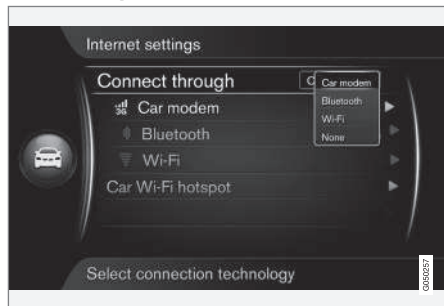 Internet settings
Connect through
Car modem
Bluetooth
Wi-Fi
None
3G Car modem
Bluetooth
Wi-Fi
Car Wi-Fi hotspot
Select connection technology
G050257